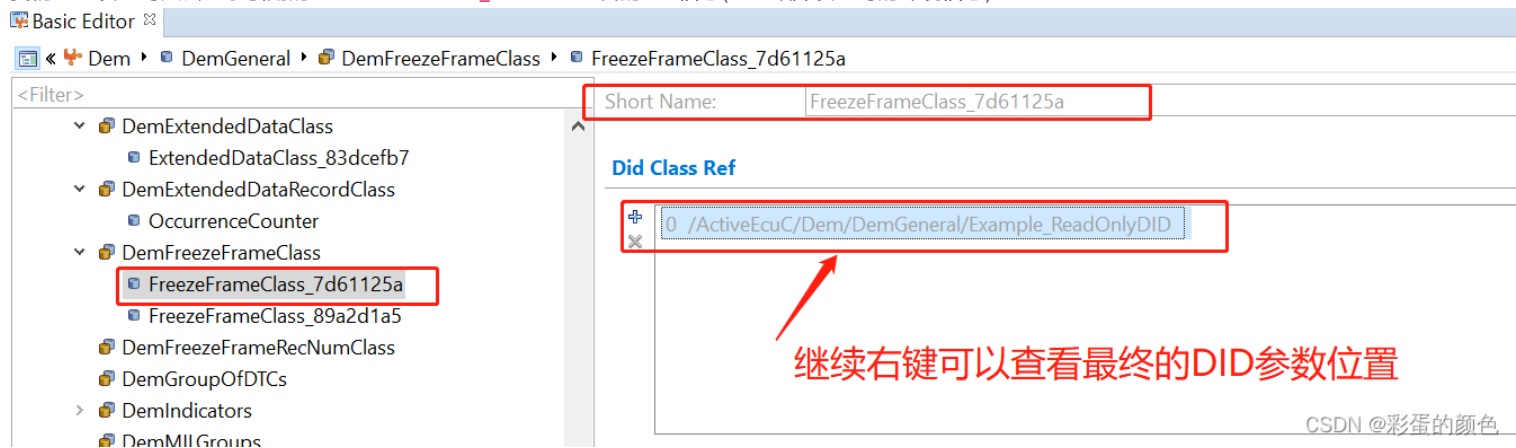 Basic Editor
« Dem DemGeneral DemFreezeFrameClass FreezeFrameClass_7d61125a
<Filter>
DemExtendedDataClass
ExtendedDataClass_83dcefb7
DemExtendedDataRecordClass
OccurrenceCounter
DemFreezeFrameClass
FreezeFrameClass_7d61125a
FreezeFrameClass_89a2d1a5
DemFreezeFrameRecNumClass
DemGroupOfDTCs
DemIndicators
DemMILGroups
Short Name: FreezeFrameClass_7d61125a
Did Class Ref
0 /ActiveEcuC/Dem/DemGeneral/Example_ReadOnlyDID
继续右键可以查看最终的DID参数位置
CSDN @彩蛋的颜色